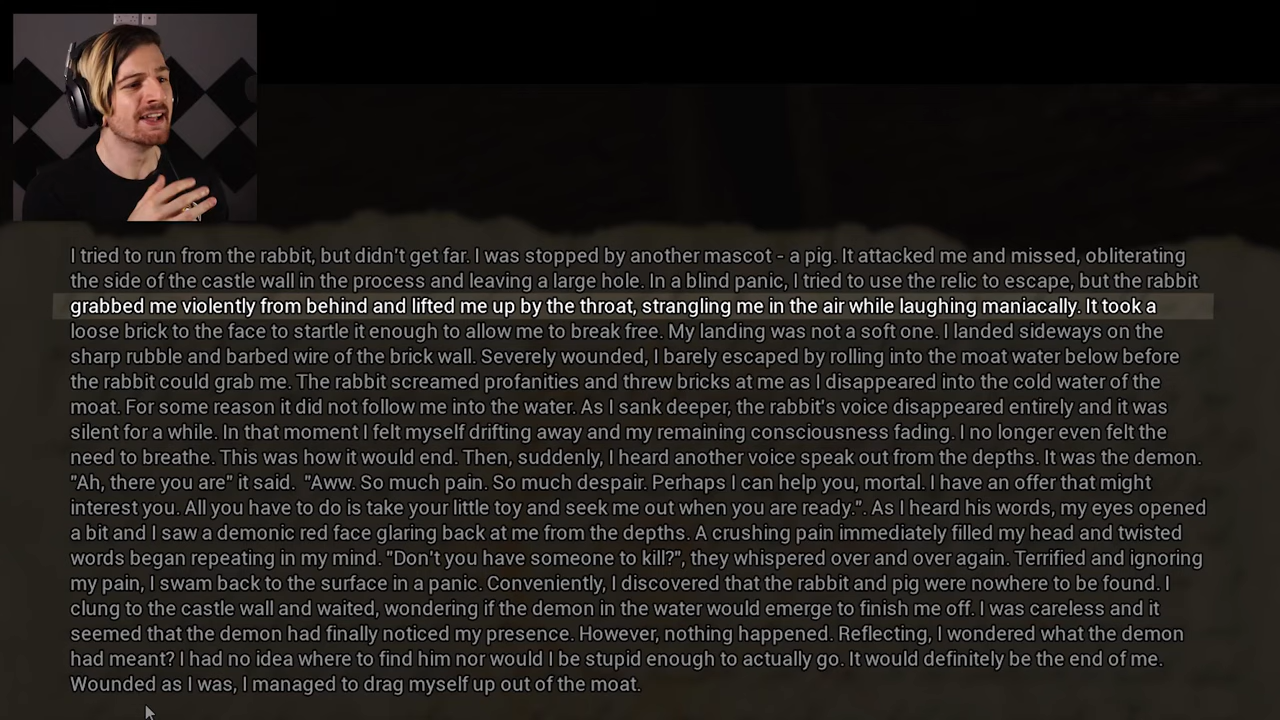 I tried to run from the rabbit, but didn't get far. I was stopped by another mascot - a pig. It attacked me and missed, obliterating
the side of the castle wall in the process and leaving a large hole. In a blind panic, I tried to use the relic to escape, but the rabbit
grabbed me violently from behind and lifted me up by the throat, strangling me in the air while laughing maniacally. It took a
loose brick to the face to startle it enough to allow me to break free. My landing was not a soft one. I landed sideways on the
sharp rubble and barbed wire of the brick wall. Severely wounded, I barely escaped by rolling into the moat water below before
the rabbit could grab me. The rabbit screamed profanities and threw bricks at me as I disappeared into the cold water of the
moat. For some reason it did not follow me into the water. As I sank deeper, the rabbit's voice disappeared entirely and it was
silent for a while. In that moment I felt myself drifting away and my remaining consciousness fading. I no longer even felt the
need to breathe. This was how it would end. Then, suddenly, I heard another voice speak out from the depths. It was the demon.
"Ah, there you are" it said.  "Aww. So much pain. So much despair. Perhaps I can help you, mortal. I have an offer that might
interest you. All you have to do is take your little toy and seek me out when you are ready.". As I heard his words, my eyes opened
a bit and I saw a demonic red face glaring back at me from the depths. A crushing pain immediately filled my head and twisted
words began repeating in my mind. "Don't you have someone to kill?", they whispered over and over again. Terrified and ignoring
my pain, I swam back to the surface in a panic. Conveniently, I discovered that the rabbit and pig were nowhere to be found. I
clung to the castle wall and waited, wondering if the demon in the water would emerge to finish me off. I was careless and it
seemed that the demon had finally noticed my presence. However, nothing happened. Reflecting, I wondered what the demon
had meant? I had no idea where to find him nor would I be stupid enough to actually go. It would definitely be the end of me.
Wounded as I was, I managed to drag myself up out of the moat.